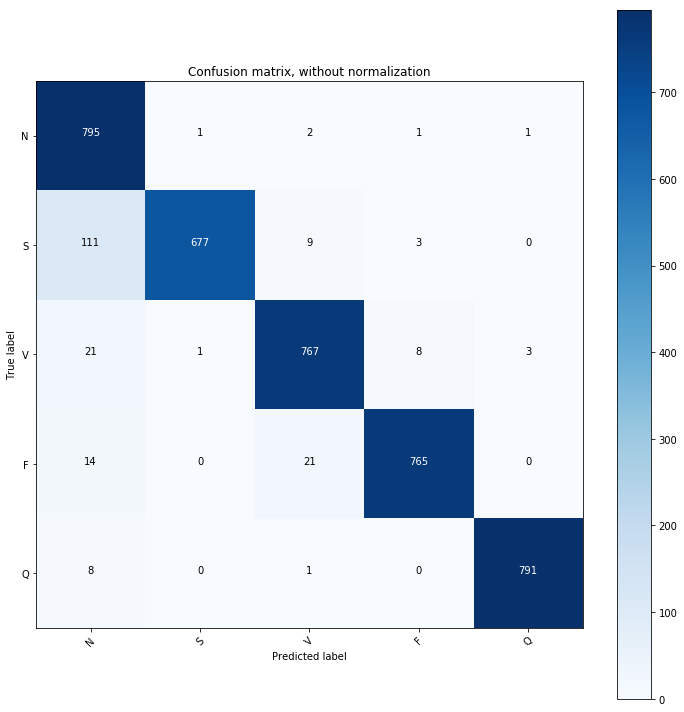 Confusion matrix, without normalization
N 795 1 2 1 1
S 111 677 9 3 0
V 21 1 767 8 3
F 14 0 21 765 0
Q 8 0 1 0 791
N S V F Q
Predicted label
True label
700
600
500
400
300
200
100
0